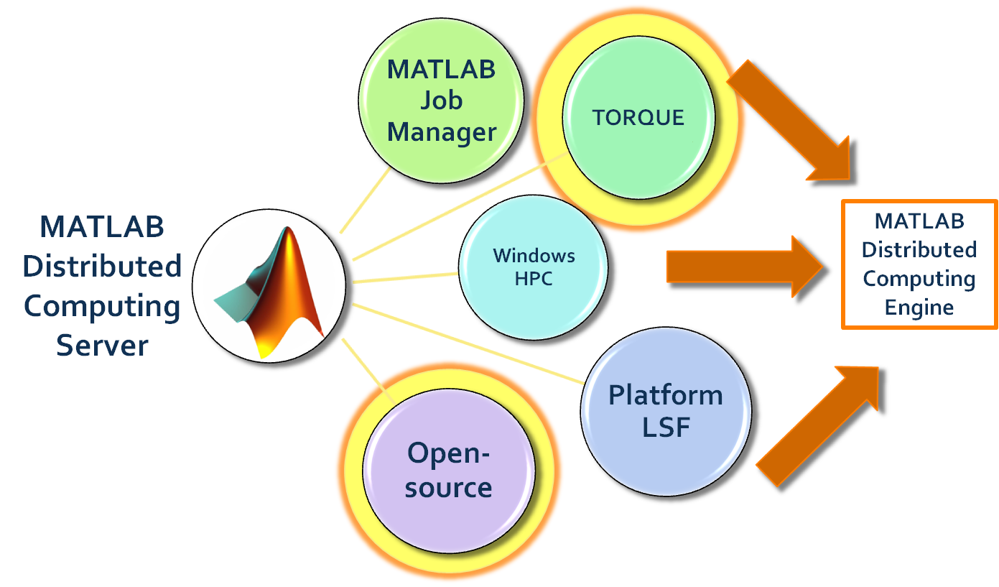 MATLAB
Distributed
Computing
Server
MATLAB
Job
Manager
TORQUE
Windows
HPC
Platform
LSF
Open-
source
MATLAB
Distributed
Computing
Engine